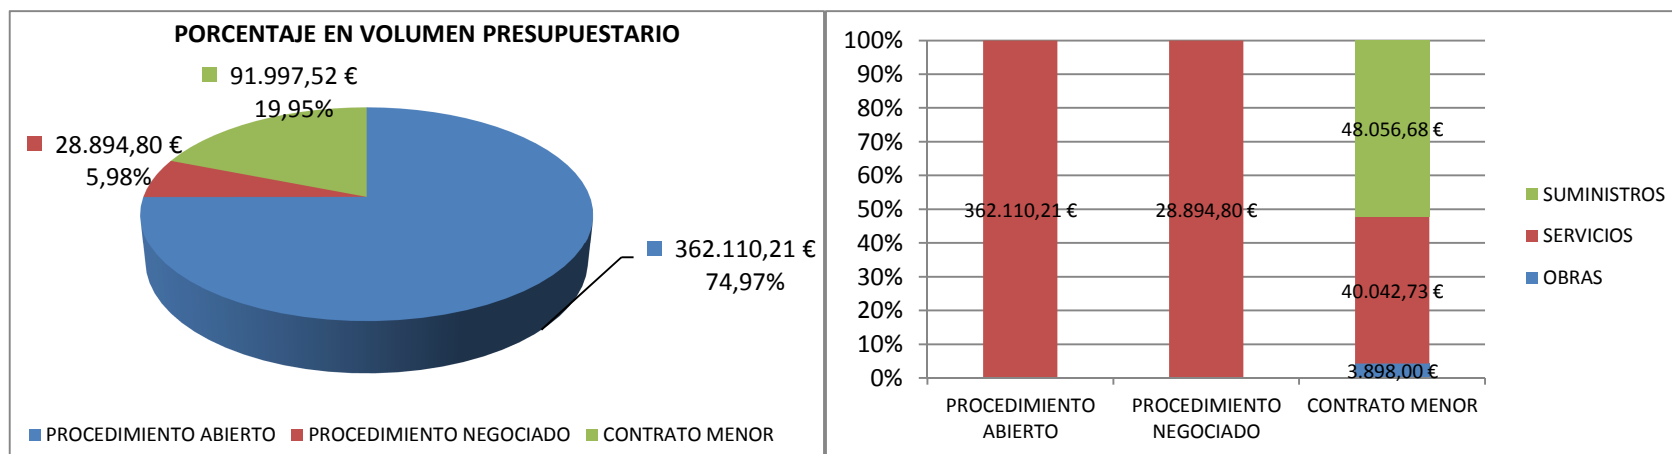 PORCENTAJE EN VOLUMEN PRESUPUESTARIO
91.997,52 €
19,95%
28.894,80 €
5,98%
362.110,21 €
74,97%
PROCEDIMIENTO ABIERTO
PROCEDIMIENTO NEGOCIADO
CONTRATO MENOR
100%
90%
80%
70%
60%
50%
40%
30%
20%
10%
0%
362.110,21 €
28.894,80 €
48.056,68 €
40.042,73 €
3.898,00 €
PROCEDIMIENTO
ABIERTO
PROCEDIMIENTO
NEGOCIADO
CONTRATO MENOR
SUMINISTROS
SERVICIOS
OBRAS